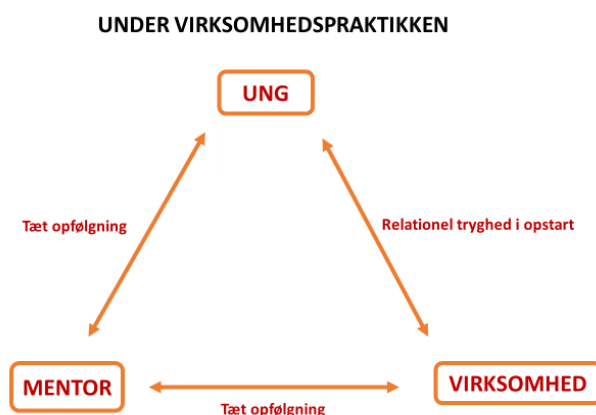 UNDER VIRKSOMHEDSPRAKTIKKEN
UNG
Tæt opfølgning
Relationel tryghed i opstart
MENTOR
VIRKSOMHED
Tæt opfølgning